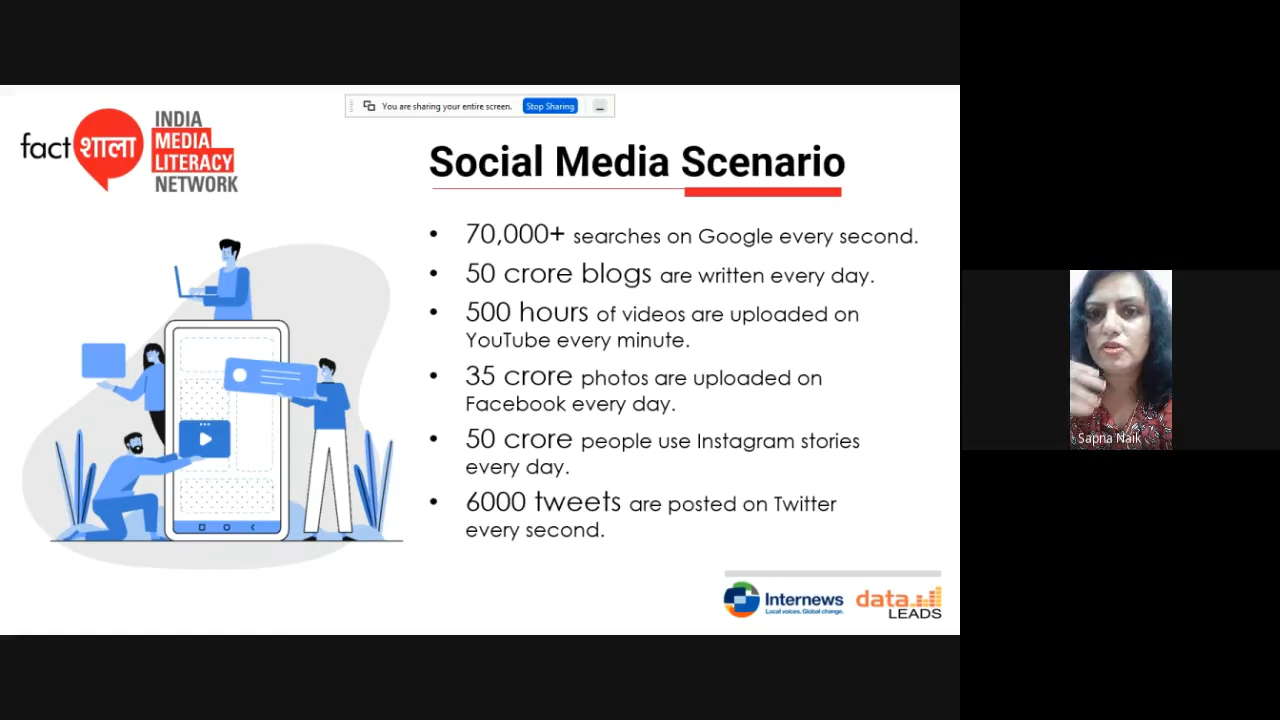 fact शाला
INDIA
MEDIA
LITERACY
NETWORK
You are sharing your entire screen. Stop Sharing
Social Media Scenario
• 70,000+ searches on Google every second.
• 50 crore blogs are written every day.
• 500 hours of videos are uploaded on
YouTube every minute.
• 35 crore photos are uploaded on
Facebook every day.
• 50 crore people use Instagram stories
every day.
• 6000 tweets are posted on Twitter
every second.
Internews
Local voices. Global change.
data
LEADS
Sapna Naik